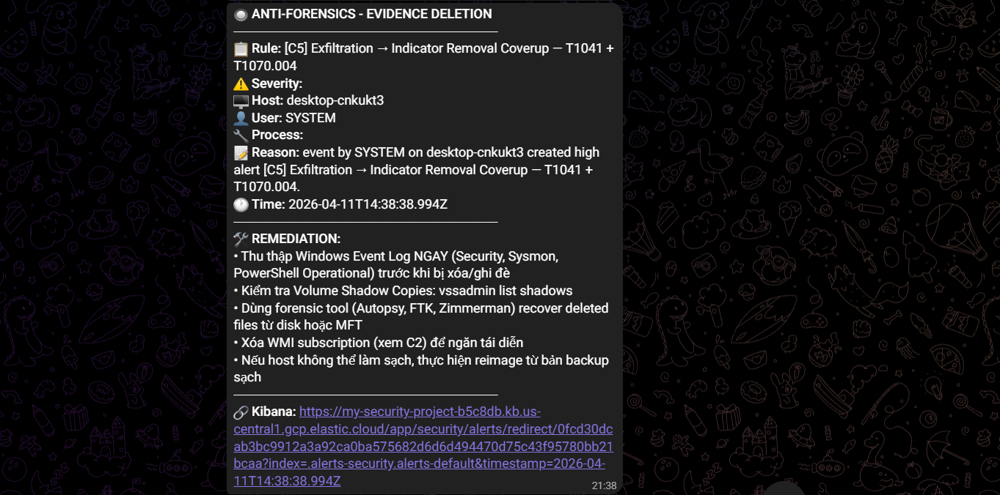 ANTI-FORENSICS - EVIDENCE DELETION
Rule: [C5] Exfiltration → Indicator Removal Coverup — T1041 +
T1070.004
Severity:
Host: desktop-cnkukt3
User: SYSTEM
Process:
Reason: event by SYSTEM on desktop-cnkukt3 created high
alert [C5] Exfiltration → Indicator Removal Coverup — T1041 +
T1070.004.
Time: 2026-04-11T14:38:38.994Z
REMEDIATION:
• Thu thập Windows Event Log NGAY (Security, Sysmon,
PowerShell Operational) trước khi bị xóa/ghi đè
• Kiểm tra Volume Shadow Copies: vssadmin list shadows
• Dùng forensic tool (Autopsy, FTK, Zimmerman) recover deleted
files từ disk hoặc MFT
• Xóa WMI subscription (xem C2) để ngăn tái diễn
• Nếu host không thể làm sạch, thực hiện reimage từ bản backup
sạch
Kibana: https://my-security-project-b5c8db.kb.us-
central1.gcp.elastic.cloud/app/security/alerts/redirect/0fcd30dc
ab3bc9912a3a92ca0ba575682d6d6d494470d75c43f95780bb21
bcaa?index=.alerts-security.alerts-default&timestamp=2026-04-
11T14:38:38.994Z
21:38